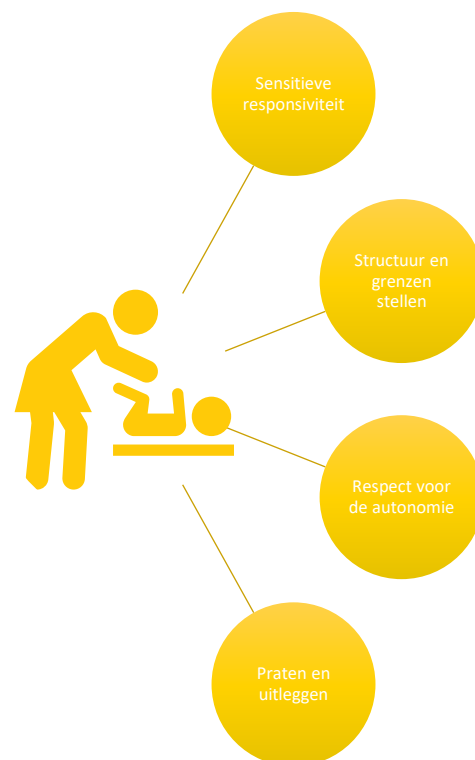 Sensitieve
responsiviteit
Structuur en
grenzen
stellen
Respect voor
de autonomie
Praten en
uitleggen